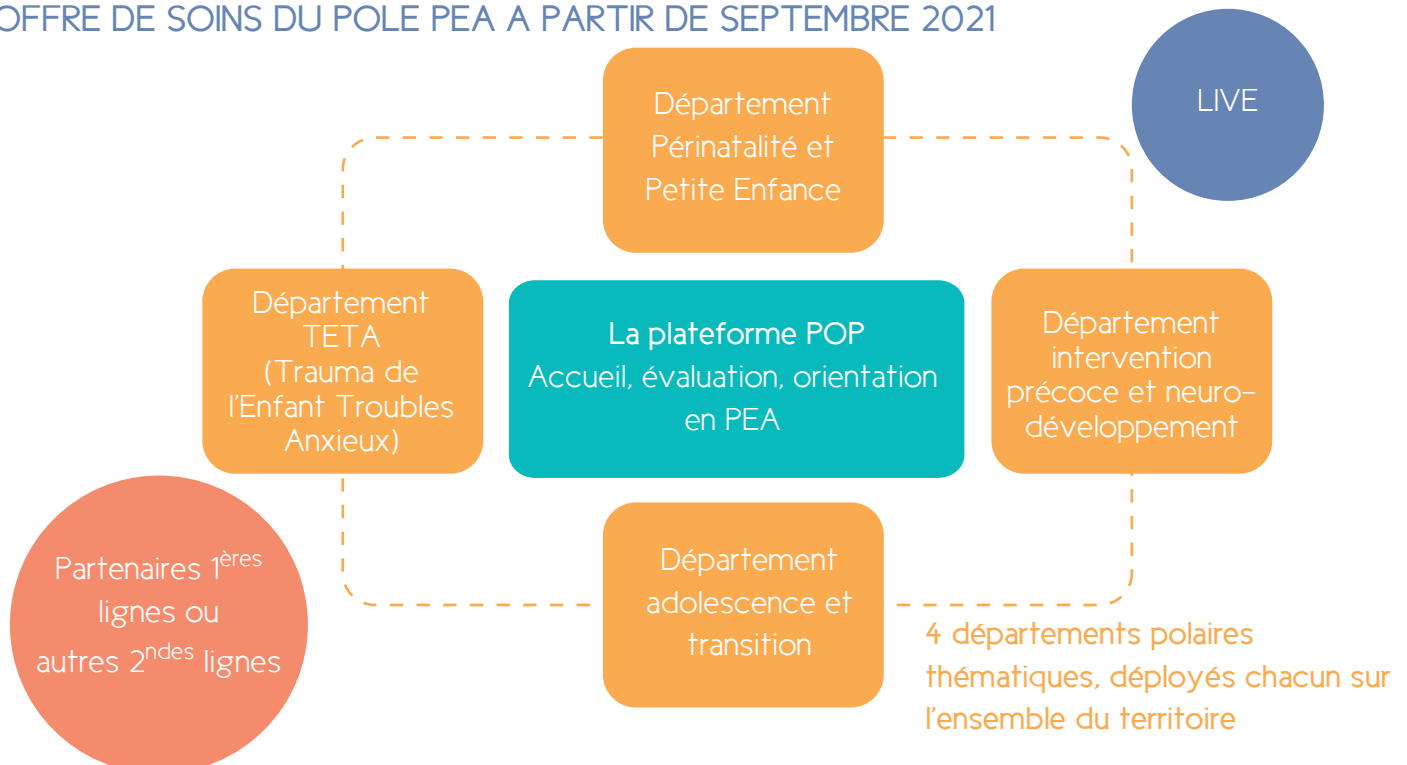 OFFRE DE SOINS DU POLE PEA A PARTIR DE SEPTEMBRE 2021
Département
Périnatalité et
Petite Enfance
LIVE
Département
TETA
(Trauma de
l'Enfant Troubles
Anxieux)
La plateforme POP
Accueil, évaluation, orientation
en PEA
Département
intervention
précoce et neuro-
développement
Partenaires 1ères
lignes ou
autres 2ndes lignes
Département
adolescence et
transition
4 départements polaires
thématiques, déployés chacun sur
l'ensemble du territoire